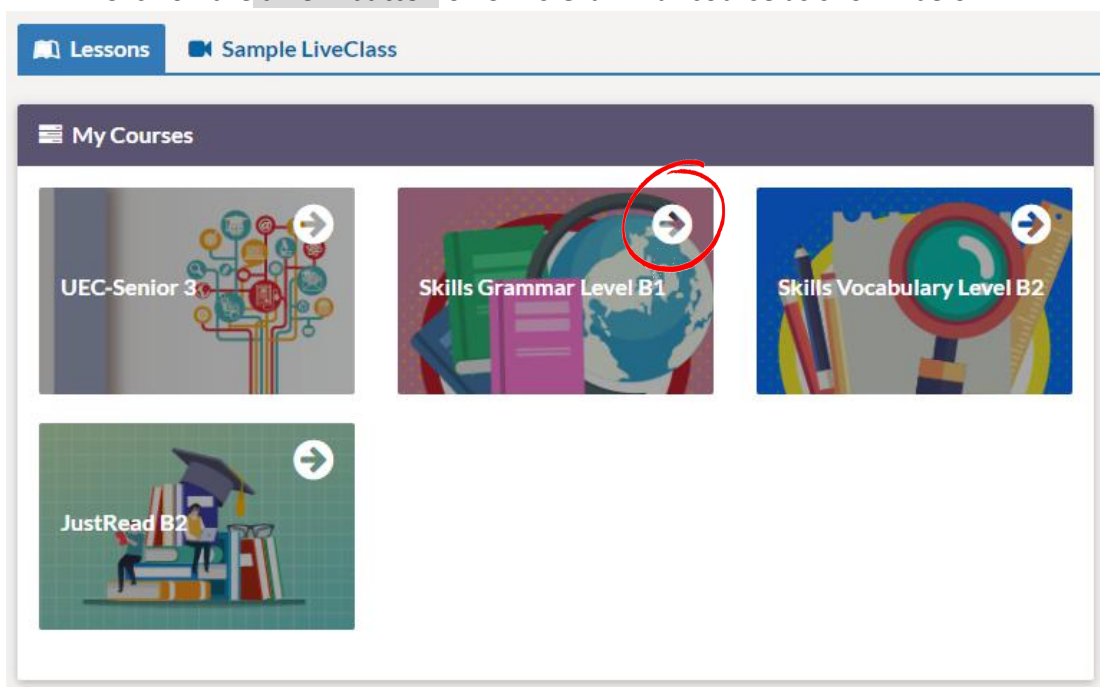 Lessons
Sample LiveClass
My Courses
UEC-Senior 3
Skills Grammar Level B1
Skills Vocabulary Level B2
JustRead B2